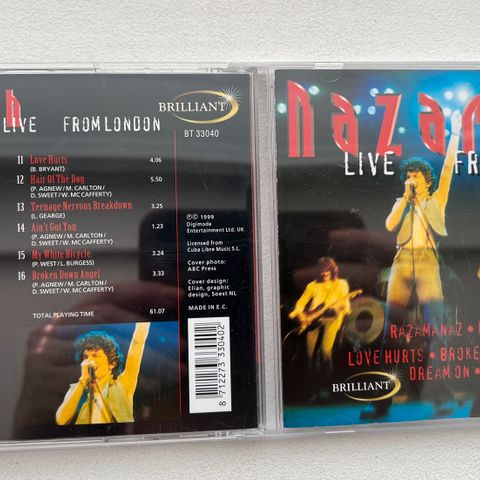 h
LIVE FROM LONDON
BRILLIANT
BT 33040
11 Love Hurts 4.06
(B. BRYANT)
12 Hair Of The Dog 5.50
(P. AGNEW / M. CARLTON /
D. SWEET / W. MC CAFFERTY)
13 Teenage Nervous Breakdown 3.25
(L. GEARGE)
14 Ain't Got You 1.23
(P. AGNEW / M. CARLTON /
D. SWEET / W. MC CAFFERTY)
15 My White Bicycle 3.33
(P. WEST / L. BURGESS)
16 Broken Down Angel 3.33
(P. AGNEW / M. CARLTON /
D. SWEET / W. MC CAFFERTY)
TOTAL PLAYING TIME 61.07
℗ © 1999
Digimode
Entertainment Ltd. UK
Licensed from
Cuba Libre Music S.L.
Cover photo:
ABC Press
Cover design:
Elian, graphic
design, Soest NL
MADE IN E.C.
8 712273 330402
nazar
LIVE FR
RAZAMANAZ •
LOVE HURTS • BROKE
DREAM ON •
BRILLIANT